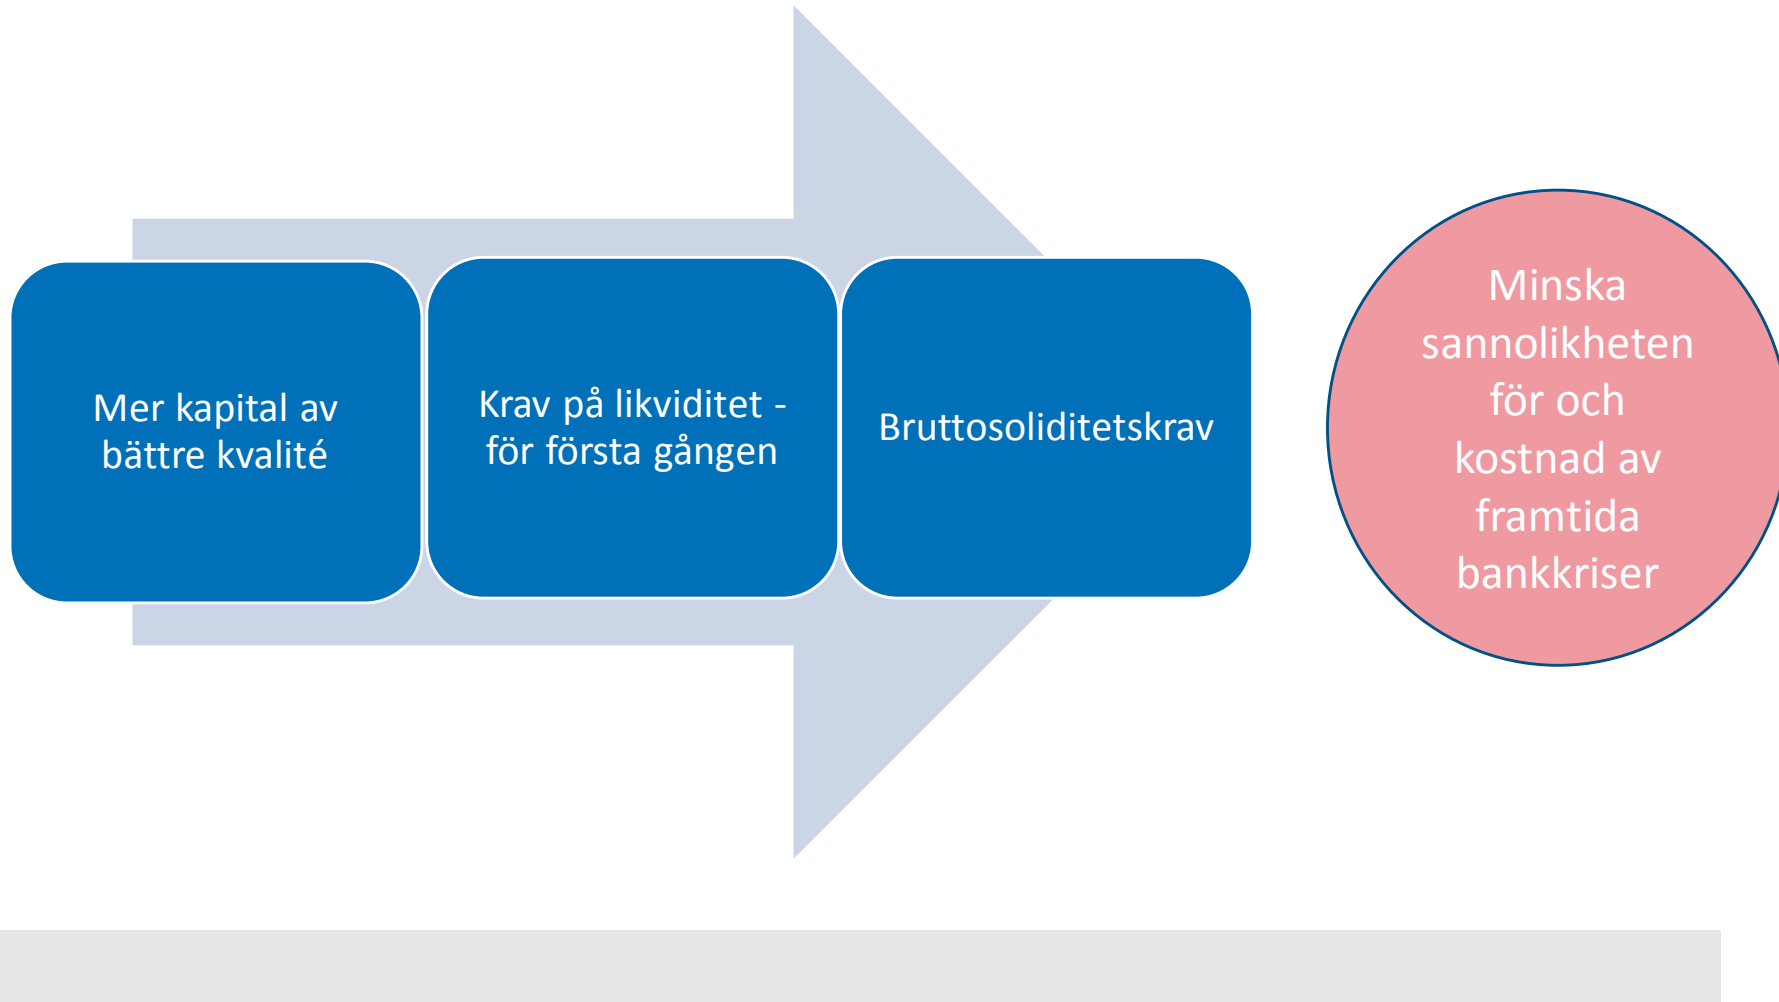 Mer kapital av
bättre kvalité
Krav på likviditet -
för första gången
Bruttosoliditetskrav
Minska
sannolikheten
för och
kostnad av
framtida
bankkriser